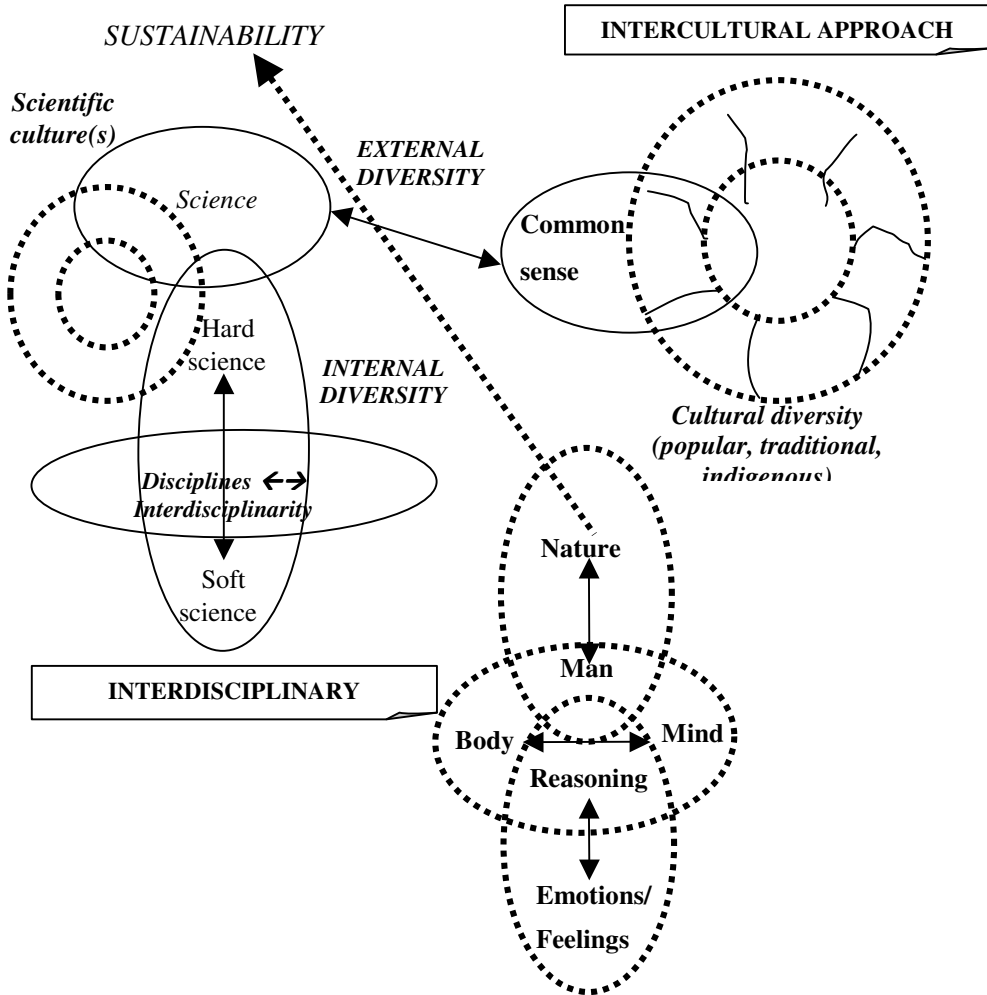 SUSTAINABILITY
INTERCULTURAL APPROACH
Scientific
culture(s)
Science
EXTERNAL
DIVERSITY
Common
sense
Hard
science
INTERNAL
DIVERSITY
Cultural diversity
(popular, traditional,
indigenous)
Disciplines ←→
Interdisciplinarity
Soft
science
Nature
INTERDISCIPLINARY
Man
Body
Mind
Reasoning
Emotions/
Feelings